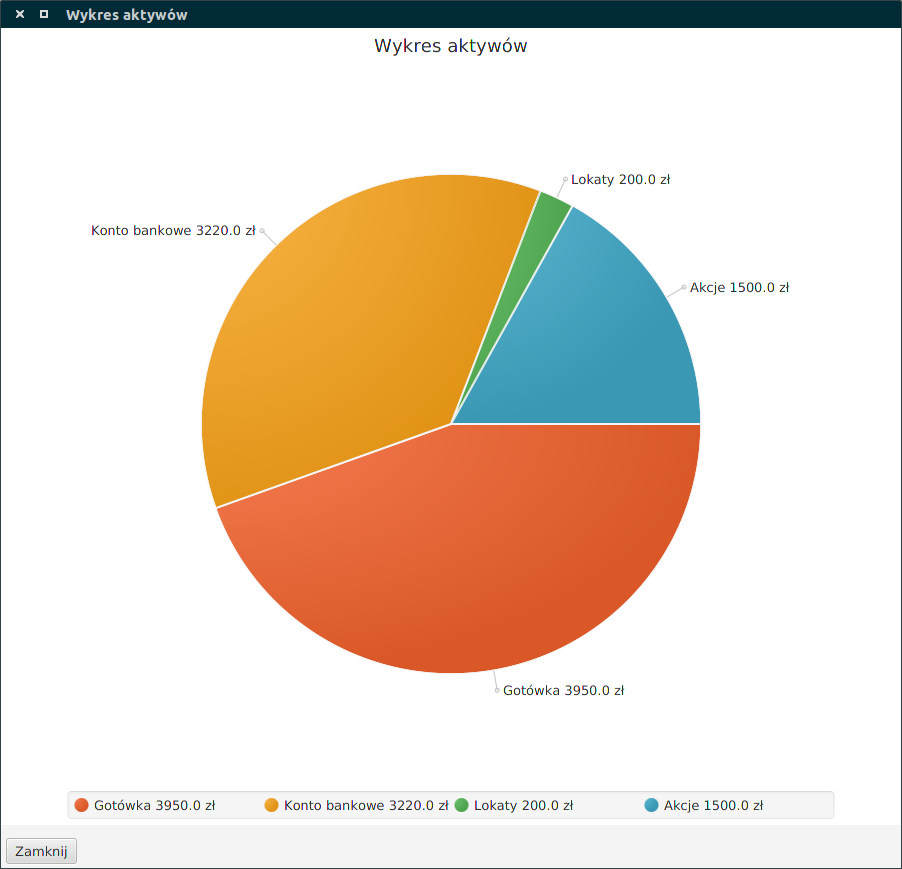 Wykres aktywów
Wykres aktywów
Lokaty 200.0 zł
Konto bankowe 3220.0 zł
Akcje 1500.0 zł
Gotówka 3950.0 zł
Gotówka 3950.0 zł Konto bankowe 3220.0 zł Lokaty 200.0 zł Akcje 1500.0 zł
Zamknij